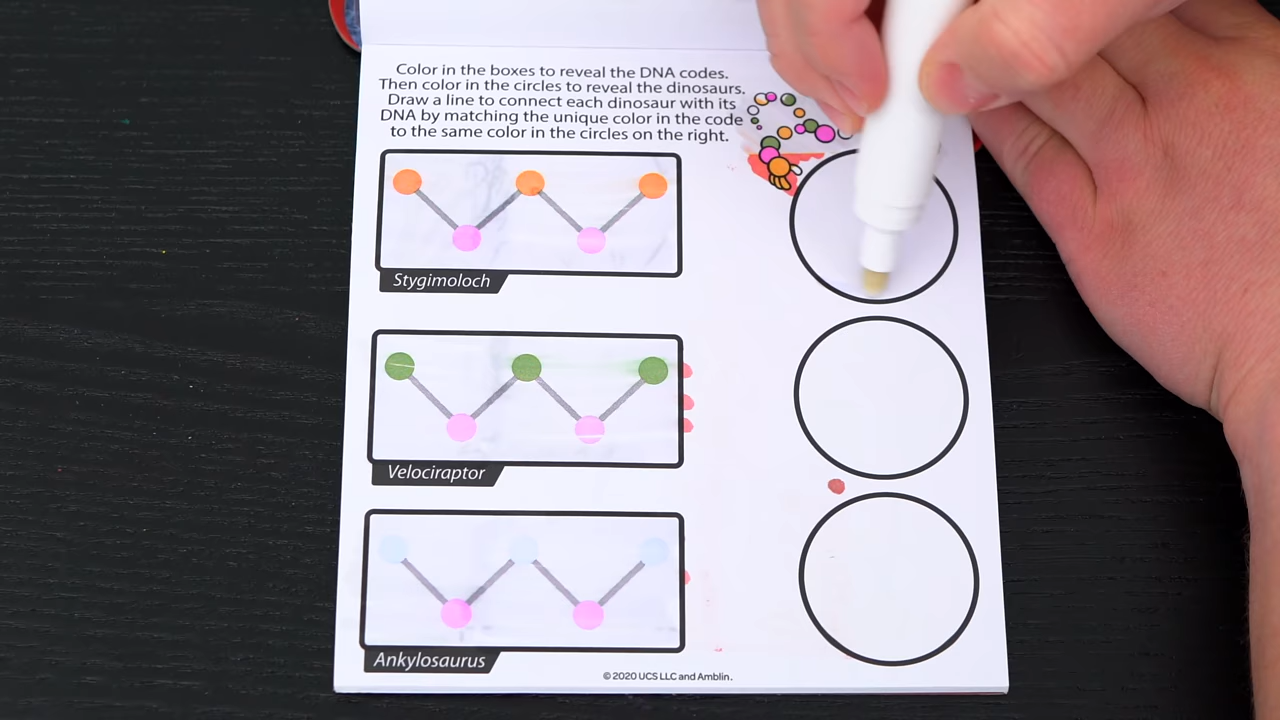 Color in the boxes to reveal the DNA codes.
Then color in the circles to reveal the dinosaurs.
Draw a line to connect each dinosaur with its
DNA by matching the unique color in the code
to the same color in the circles on the right.
Stygimoloch
Velociraptor
Ankylosaurus
© 2020 UCS LLC and Amblin.